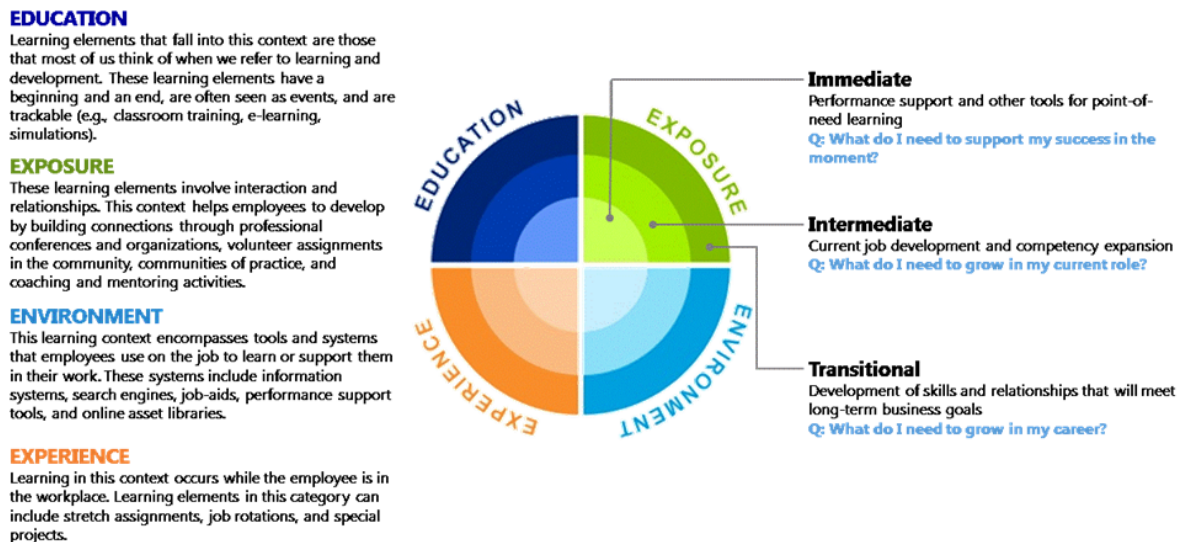 EDUCATION
Learning elements that fall into this context are those
that most of us think of when we refer to learning and
development. These learning elements have a
beginning and an end, are often seen as events, and are
trackable (e.g., classroom training, e-learning,
simulations).
EXPOSURE
These learning elements involve interaction and
relationships. This context helps employees to develop
by building connections through professional
conferences and organizations, volunteer assignments
in the community, communities of practice, and
coaching and mentoring activities.
ENVIRONMENT
This learning context encompasses tools and systems
that employees use on the job to learn or support them
in their work. These systems include information
systems, search engines, job-aids, performance support
tools, and online asset libraries.
EXPERIENCE
Learning in this context occurs while the employee is in
the workplace. Learning elements in this category can
include stretch assignments, job rotations, and special
projects.
EDUCATION
EXPOSURE
EXPERIENCE
ENVIRONMENT
Immediate
Performance support and other tools for point-of-
need learning
Q: What do I need to support my success in the
moment?
Intermediate
Current job development and competency expansion
Q: What do I need to grow in my current role?
Transitional
Development of skills and relationships that will meet
long-term business goals
Q: What do I need to grow in my career?